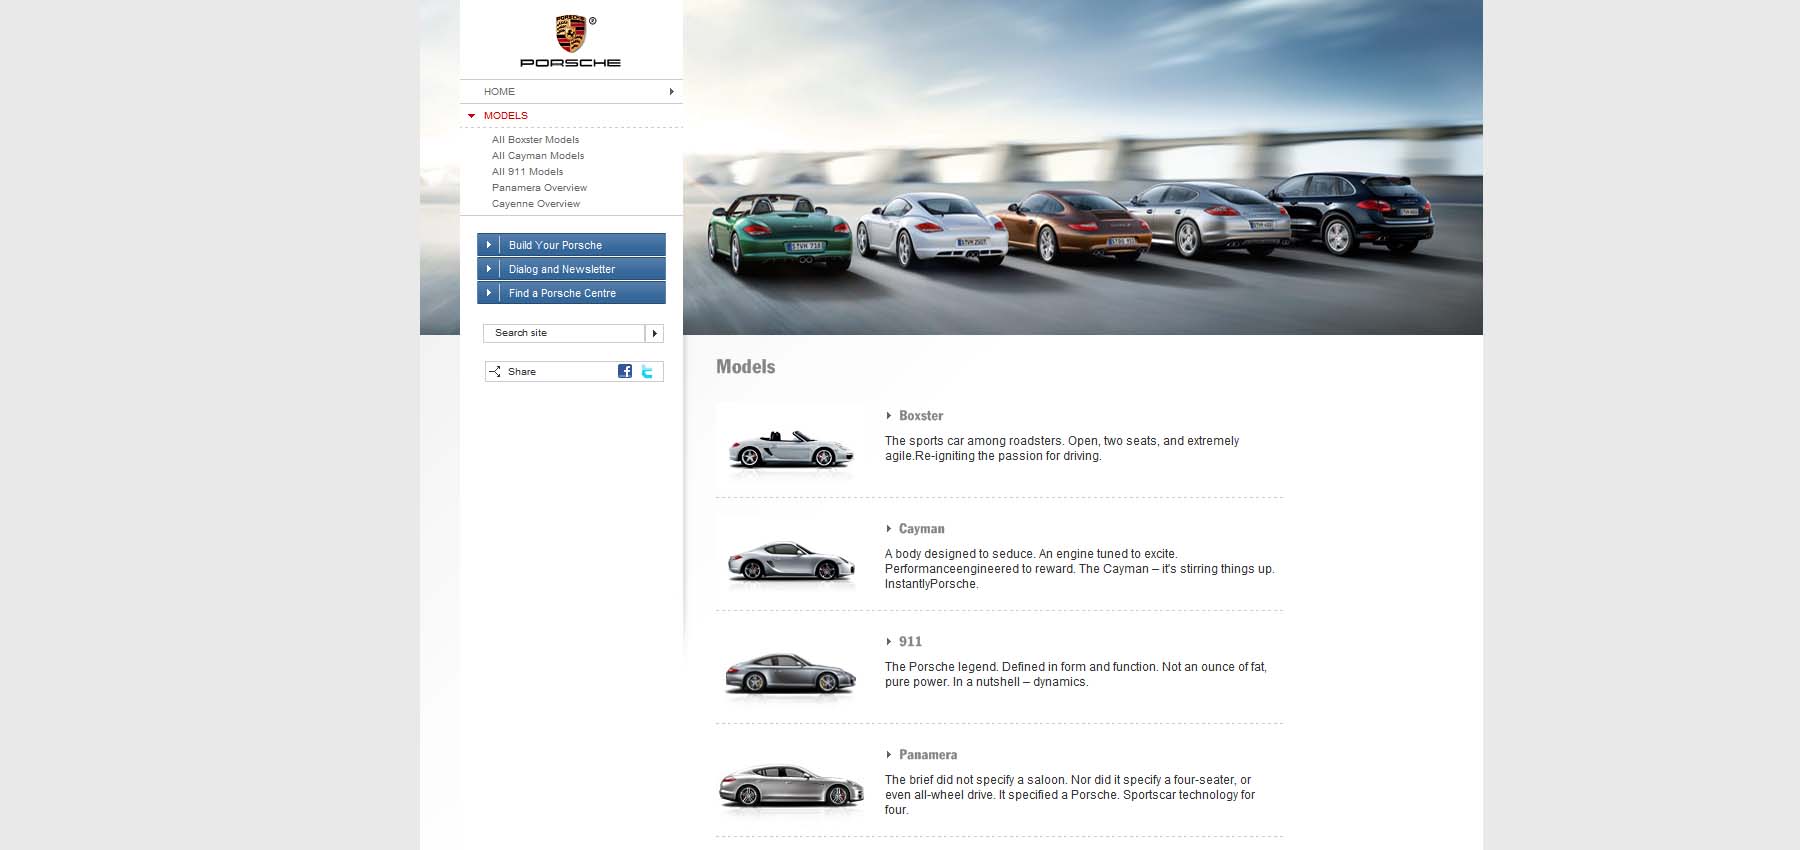 PORSCHE
®
PORSCHE
HOME
MODELS
All Boxster Models
All Cayman Models
All 911 Models
Panamera Overview
Cayenne Overview
Build Your Porsche
Dialog and Newsletter
Find a Porsche Centre
Search site
Share
Models
Boxster
The sports car among roadsters. Open, two seats, and extremely
agile.Re-igniting the passion for driving.
Cayman
A body designed to seduce. An engine tuned to excite.
Performanceengineered to reward. The Cayman – it's stirring things up.
InstantlyPorsche.
911
The Porsche legend. Defined in form and function. Not an ounce of fat,
pure power. In a nutshell – dynamics.
Panamera
The brief did not specify a saloon. Nor did it specify a four-seater, or
even all-wheel drive. It specified a Porsche. Sportscar technology for
four.